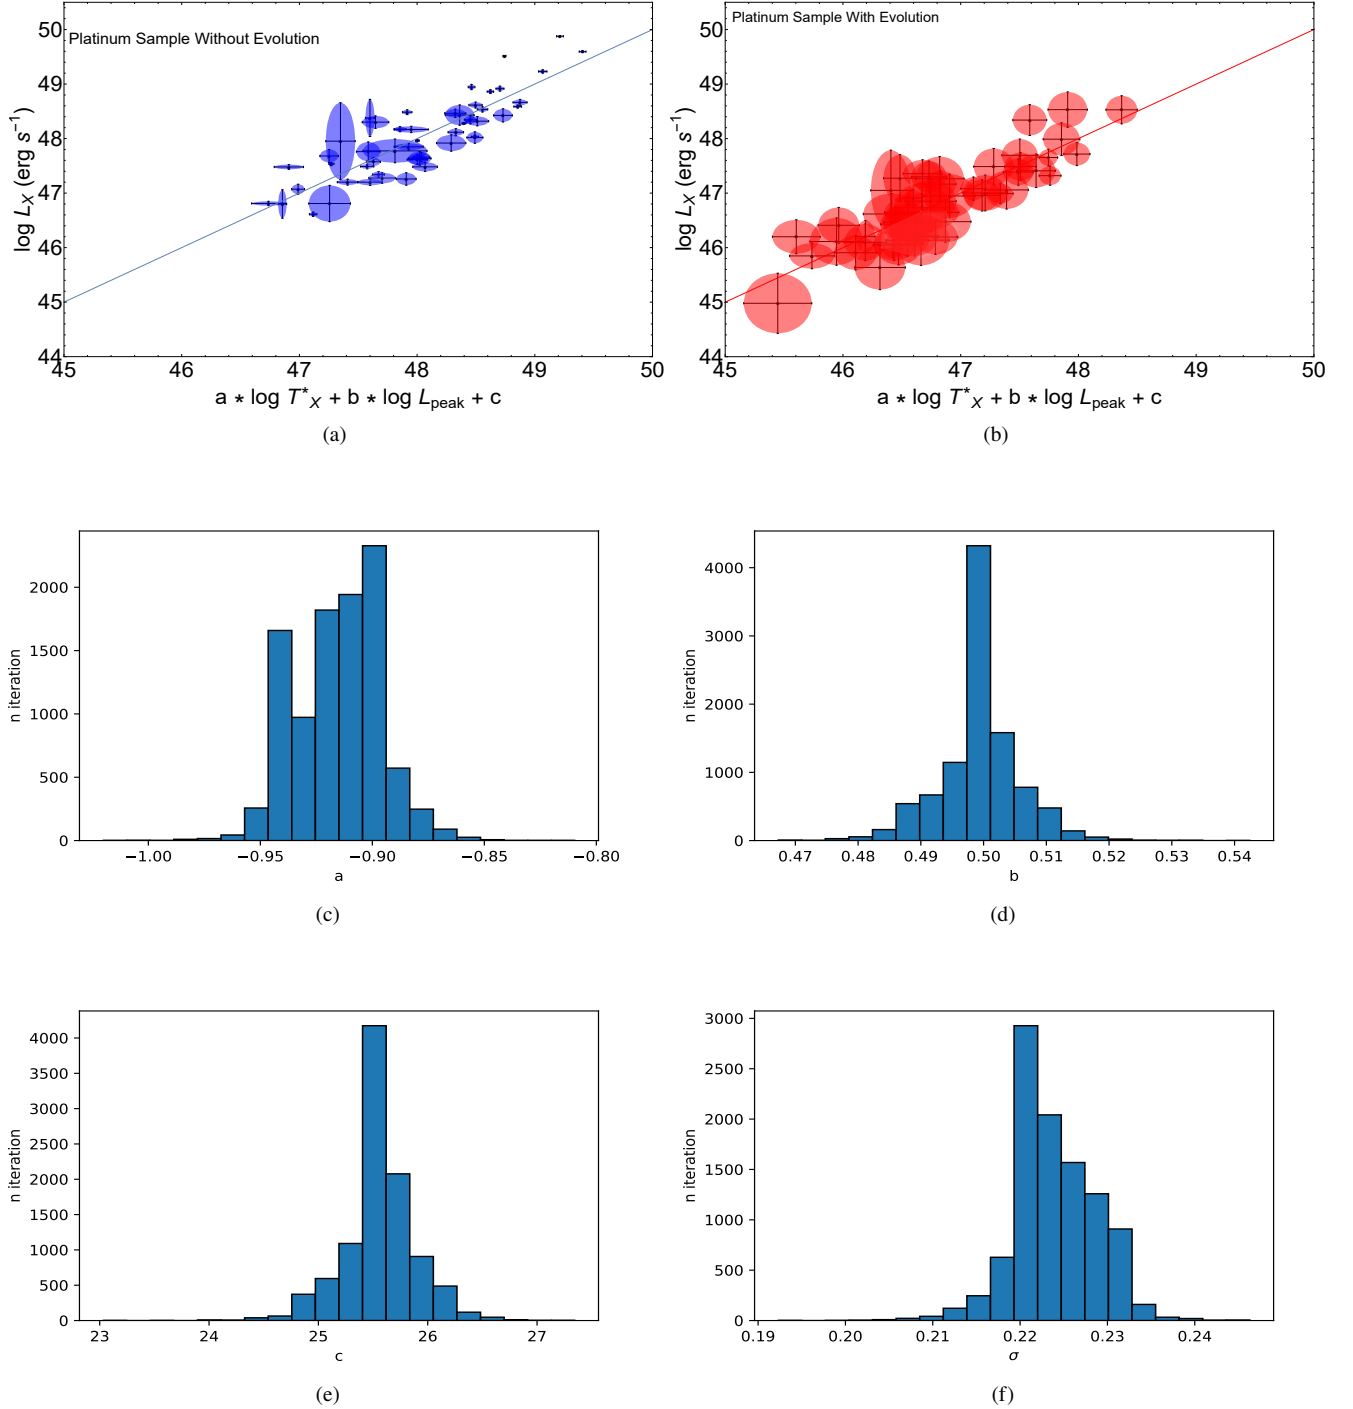 Platinum Sample Without Evolution
50
49
48
47
46
45
44
log L_X (erg s⁻¹)
45 46 47 48 49 50
a * log T*_X + b * log L_peak + c
(a)
Platinum Sample With Evolution
50
49
48
47
46
45
44
log L_X (erg s⁻¹)
45 46 47 48 49 50
a * log T*_X + b * log L_peak + c
(b)
2000
1500
1000
500
0
n iteration
−1.00 −0.95 −0.90 −0.85 −0.80
a
(c)
4000
3000
2000
1000
0
n iteration
0.47 0.48 0.49 0.50 0.51 0.52 0.53 0.54
b
(d)
4000
3500
3000
2500
2000
1500
1000
500
0
n iteration
23 24 25 26 27
c
(e)
3000
2500
2000
1500
1000
500
0
n iteration
0.19 0.20 0.21 0.22 0.23 0.24
σ
(f)